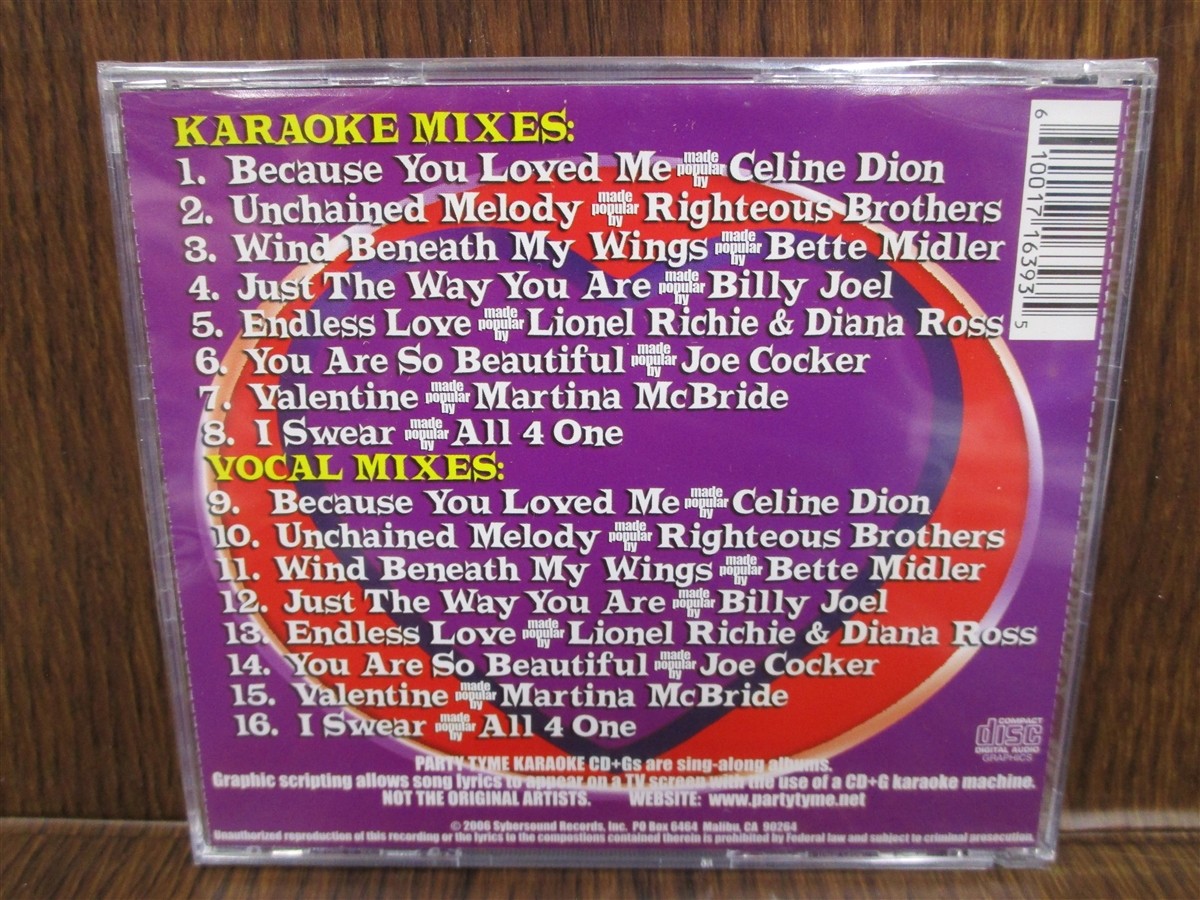 KARAOKE MIXES:
1. Because You Loved Me made popular by Celine Dion
2. Unchained Melody made popular by Righteous Brothers
3. Wind Beneath My Wings made popular by Bette Midler
4. Just The Way You Are made popular by Billy Joel
5. Endless Love made popular by Lionel Richie & Diana Ross
6. You Are So Beautiful made popular by Joe Cocker
7. Valentine made popular by Martina McBride
8. I Swear made popular by All 4 One
VOCAL MIXES:
9. Because You Loved Me made popular by Celine Dion
10. Unchained Melody made popular by Righteous Brothers
11. Wind Beneath My Wings made popular by Bette Midler
12. Just The Way You Are made popular by Billy Joel
13. Endless Love made popular by Lionel Richie & Diana Ross
14. You Are So Beautiful made popular by Joe Cocker
15. Valentine made popular by Martina McBride
16. I Swear made popular by All 4 One
PARTY TYME KARAOKE CD+Gs are sing-along albums.
Graphic scripting allows song lyrics to appear on a TV screen with the use of a CD+G karaoke machine.
NOT THE ORIGINAL ARTISTS. WEBSITE: www.partytyme.net
© 2006 Sybersound Records, Inc. PO Box 6464 Malibu, CA 90264
Unauthorized reproduction of this recording or the lyrics to the compostions contained therein is prohibited by Federal law and subject to criminal prosecution.
6 10017 16393 5
COMPACT
disc
DIGITAL AUDIO
GRAPHICS